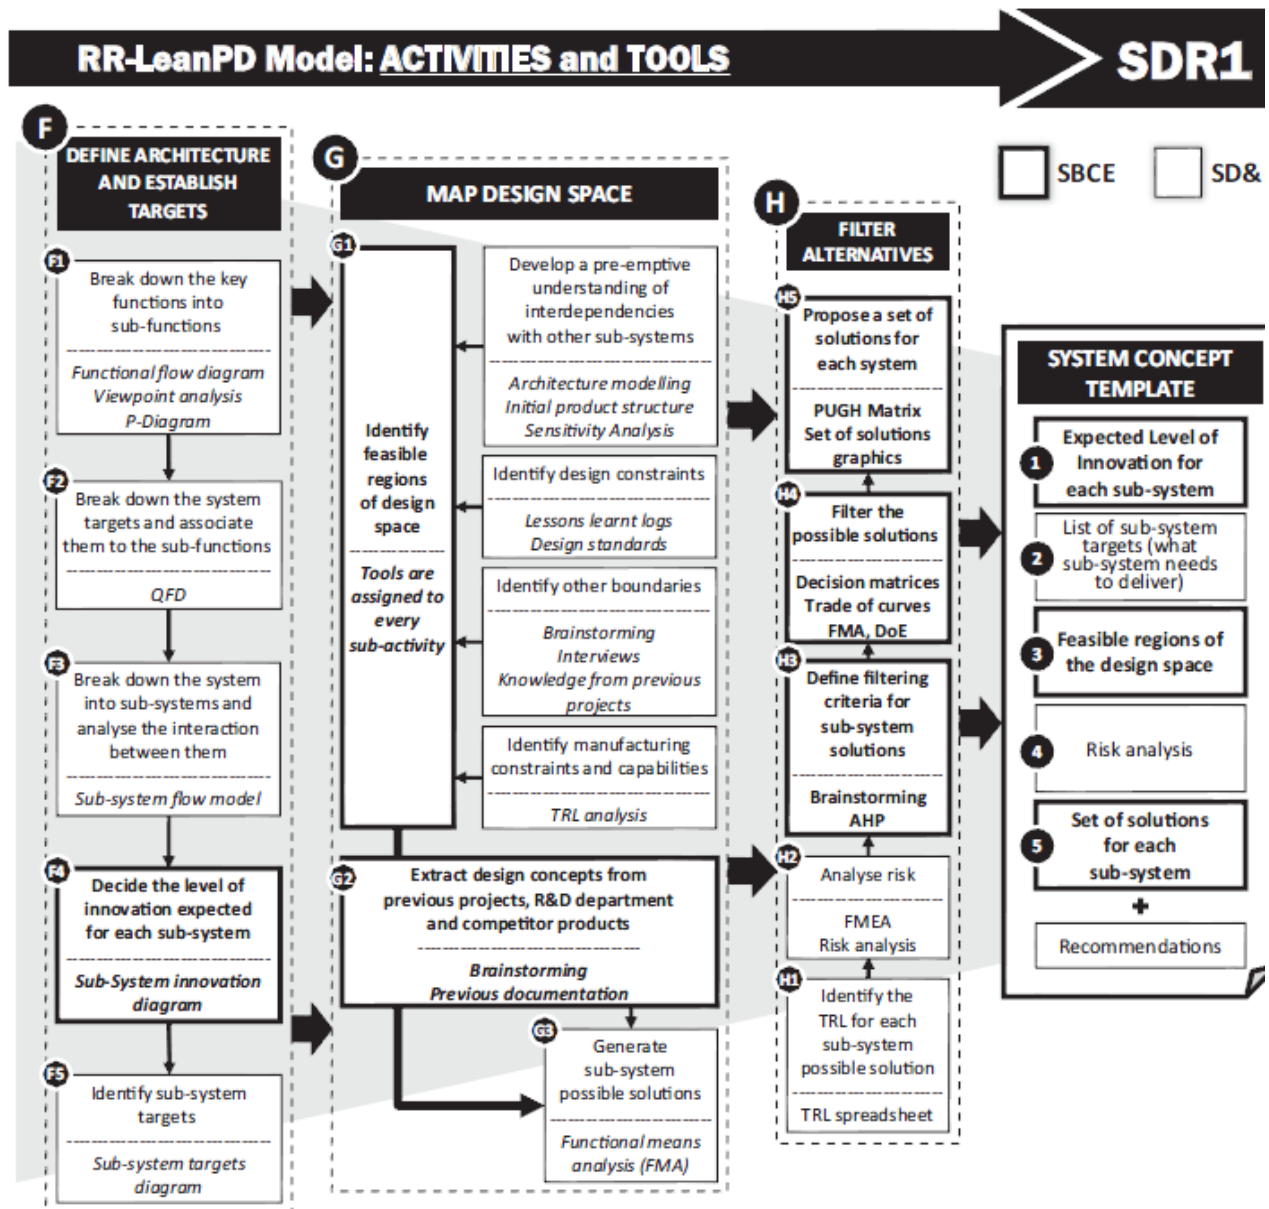 RR-LeanPD Model: ACTIVITIES and TOOLS
SDR1
SBCE
SD&
F
DEFINE ARCHITECTURE
AND ESTABLISH
TARGETS
F1
Break down the key
functions into
sub-functions
Functional flow diagram
Viewpoint analysis
P-Diagram
F2
Break down the system
targets and associate
them to the sub-functions
QFD
F3
Break down the system
into sub-systems and
analyse the interaction
between them
Sub-system flow model
F4
Decide the level of
innovation expected
for each sub-system
Sub-System innovation
diagram
F5
Identify sub-system
targets
Sub-system targets
diagram
G
MAP DESIGN SPACE
G1
Identify
feasible
regions
of design
space
Tools are
assigned to
every
sub-activity
Develop a pre-emptive
understanding of
interdependencies
with other sub-systems
Architecture modelling
Initial product structure
Sensitivity Analysis
Identify design constraints
Lessons learnt logs
Design standards
Identify other boundaries
Brainstorming
Interviews
Knowledge from previous
projects
Identify manufacturing
constraints and capabilities
TRL analysis
G2
Extract design concepts from
previous projects, R&D department
and competitor products
Brainstorming
Previous documentation
G3
Generate
sub-system
possible solutions
Functional means
analysis (FMA)
H
FILTER
ALTERNATIVES
H5
Propose a set of
solutions for
each system
PUGH Matrix
Set of solutions
graphics
H4
Filter the
possible solutions
Decision matrices
Trade of curves
FMA, DoE
H3
Define filtering
criteria for
sub-system
solutions
Brainstorming
AHP
H2
Analyse risk
FMEA
Risk analysis
H1
Identify the
TRL for each
sub-system
possible solution
TRL spreadsheet
SYSTEM CONCEPT
TEMPLATE
1
Expected Level of
Innovation for
each sub-system
2
List of sub-system
targets (what
sub-system needs
to deliver)
3
Feasible regions of
the design space
4
Risk analysis
5
Set of solutions
for each
sub-system
+
Recommendations